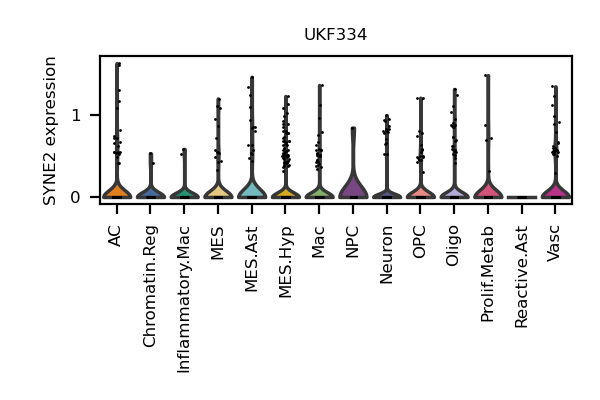 UKF334
SYNE2 expression
1
0
AC
Chromatin.Reg
Inflammatory.Mac
MES
MES.Ast
MES.Hyp
Mac
NPC
Neuron
OPC
Oligo
Prolif.Metab
Reactive.Ast
Vasc